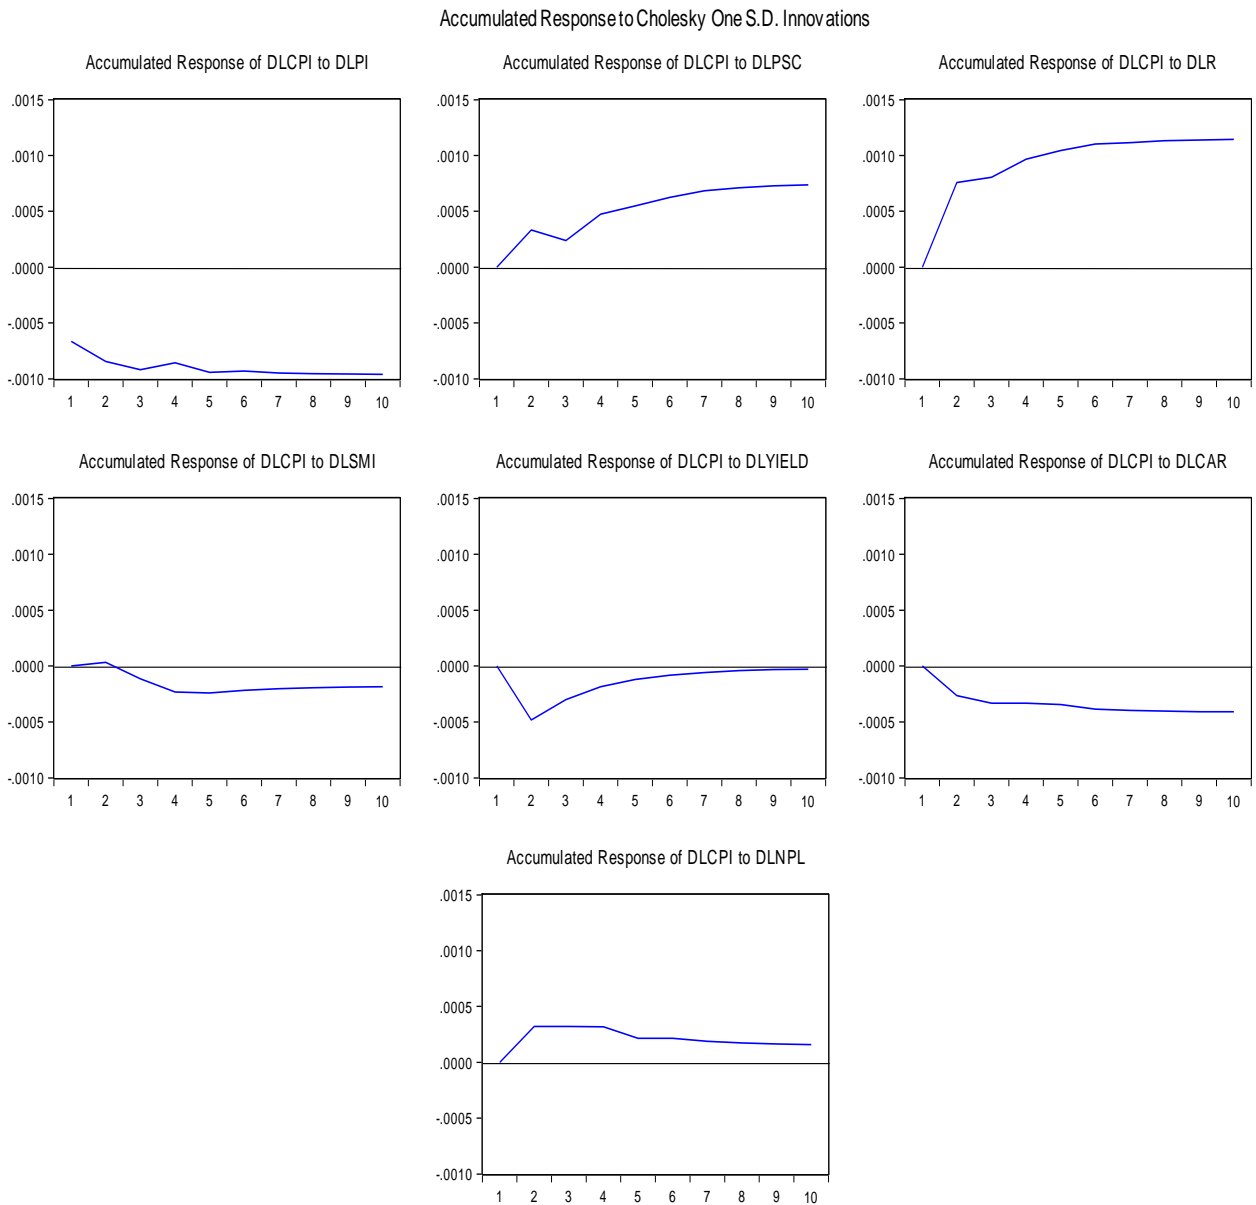 Accumulated Response to Cholesky One S.D. Innovations
Accumulated Response of DLCPI to DLPI
.0015
.0010
.0005
.0000
-.0005
-.0010
1 2 3 4 5 6 7 8 9 10
Accumulated Response of DLCPI to DLPSC
.0015
.0010
.0005
.0000
-.0005
-.0010
1 2 3 4 5 6 7 8 9 10
Accumulated Response of DLCPI to DLR
.0015
.0010
.0005
.0000
-.0005
-.0010
1 2 3 4 5 6 7 8 9 10
Accumulated Response of DLCPI to DLSMI
.0015
.0010
.0005
.0000
-.0005
-.0010
1 2 3 4 5 6 7 8 9 10
Accumulated Response of DLCPI to DLYIELD
.0015
.0010
.0005
.0000
-.0005
-.0010
1 2 3 4 5 6 7 8 9 10
Accumulated Response of DLCPI to DLCAR
.0015
.0010
.0005
.0000
-.0005
-.0010
1 2 3 4 5 6 7 8 9 10
Accumulated Response of DLCPI to DLNPL
.0015
.0010
.0005
.0000
-.0005
-.0010
1 2 3 4 5 6 7 8 9 10